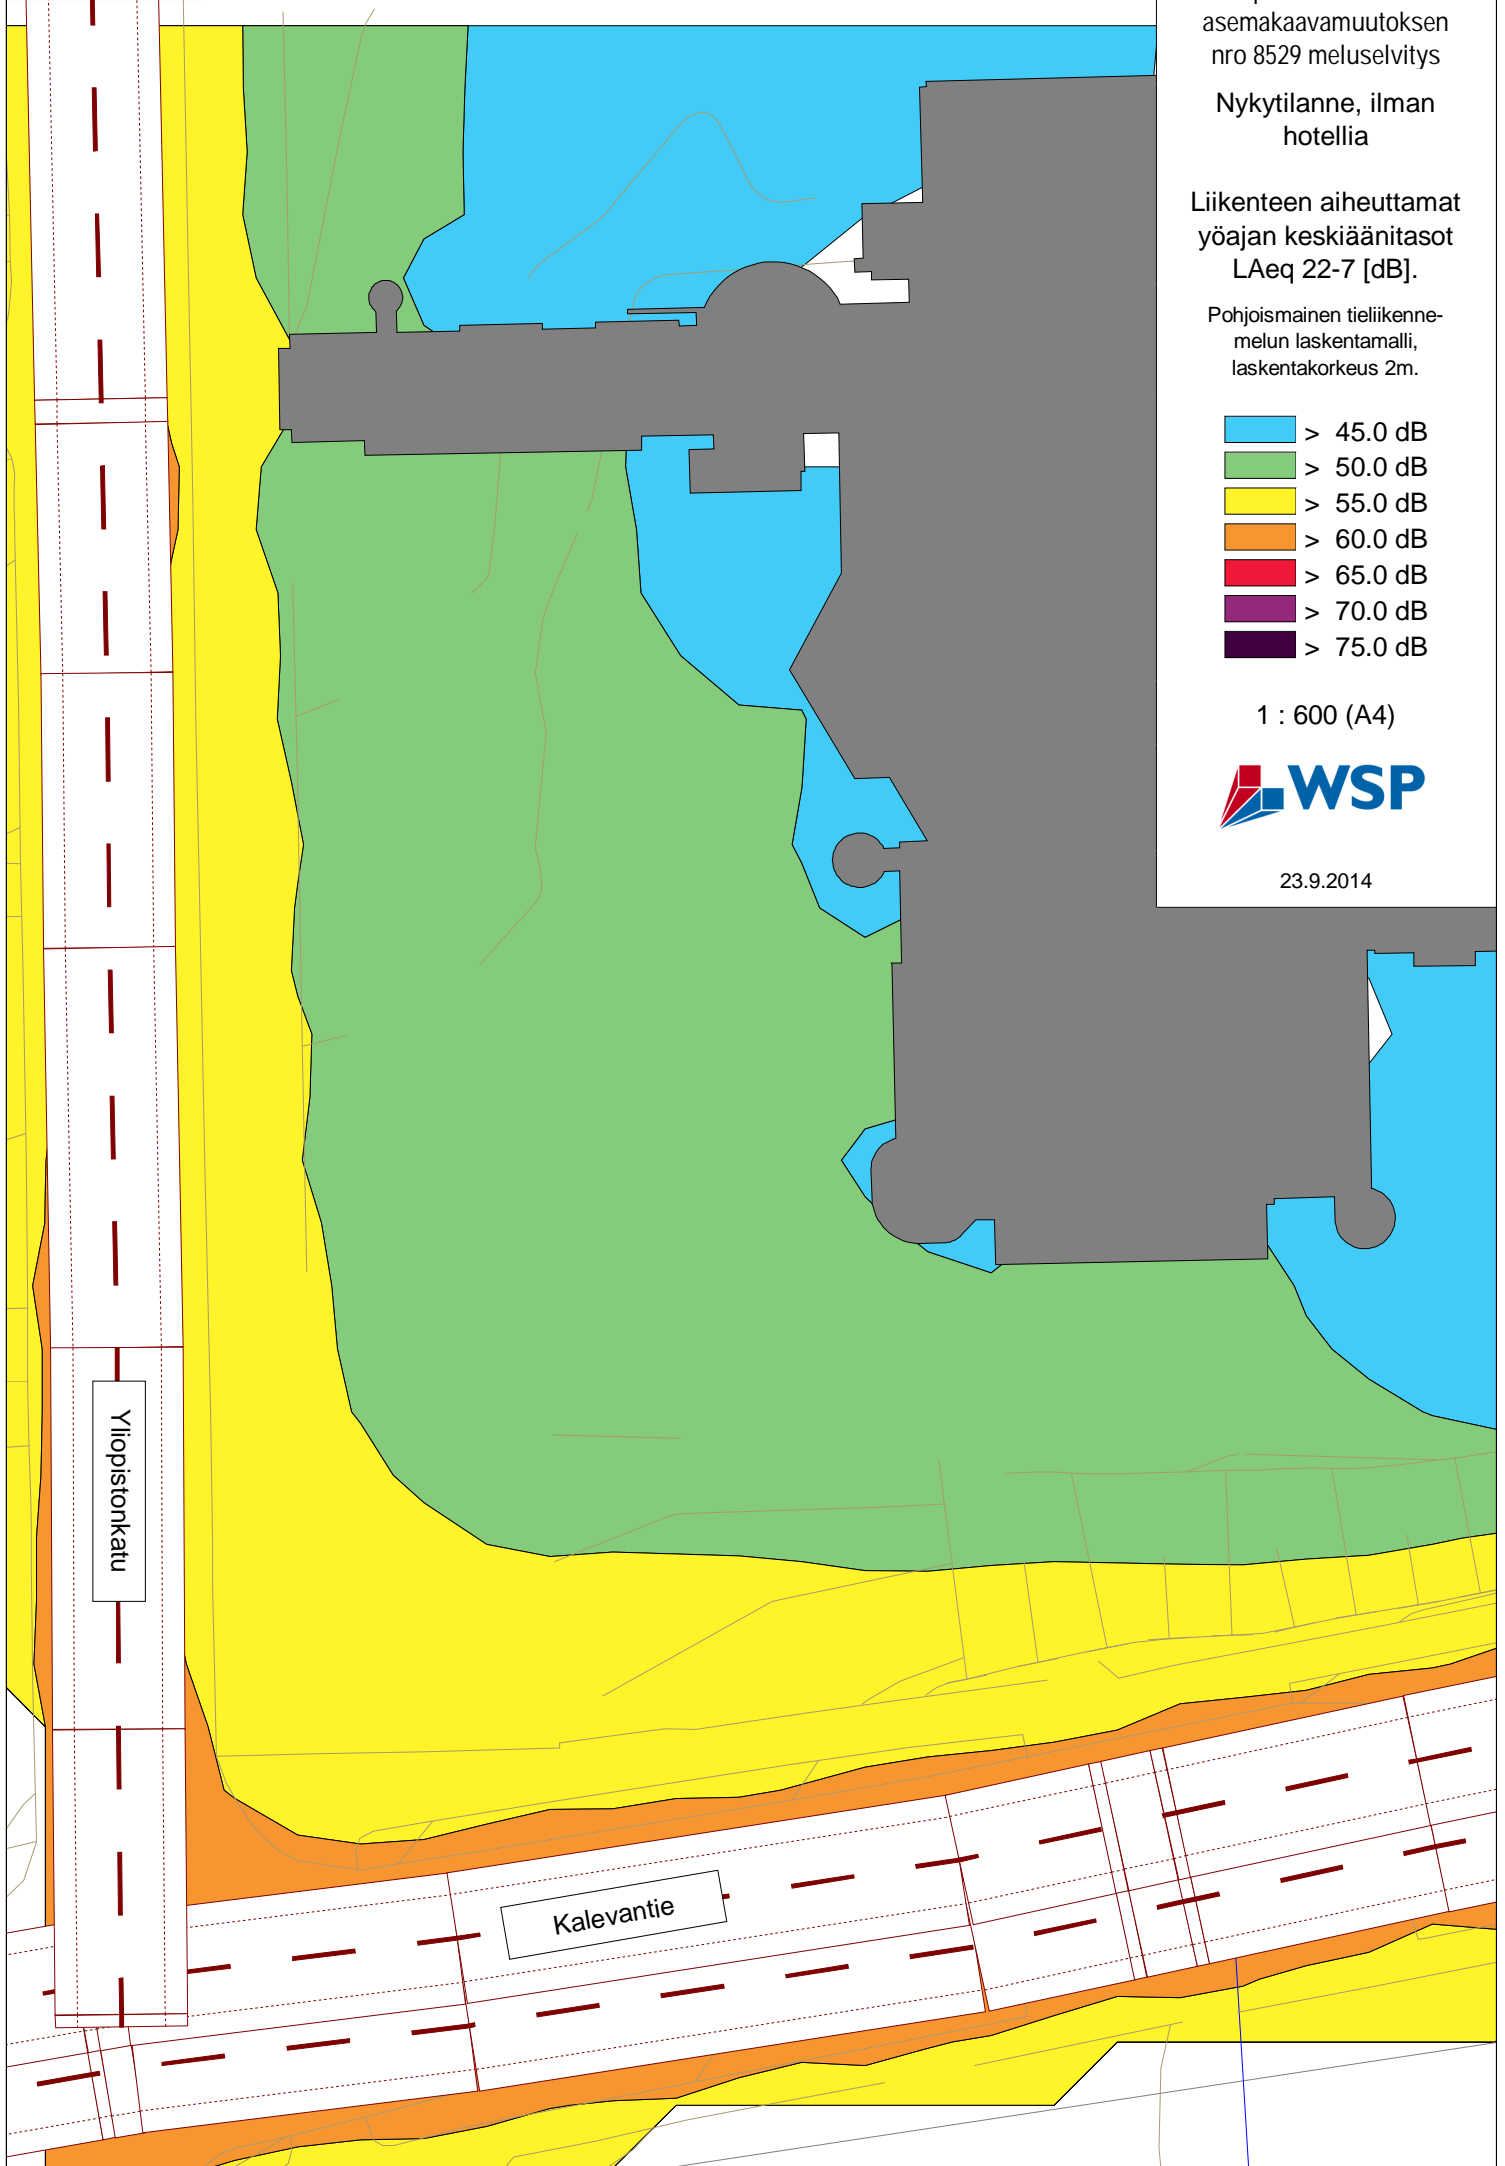 asemakaavamuutoksen
nro 8529 meluselvitys
Nykytilanne, ilman
hotellia
Liikenteen aiheuttamat
yöajan keskiäänitasot
LAeq 22-7 [dB].
Pohjoismainen tieliikenne-
melun laskentamalli,
laskentakorkeus 2m.
> 45.0 dB
> 50.0 dB
> 55.0 dB
> 60.0 dB
> 65.0 dB
> 70.0 dB
> 75.0 dB
1 : 600 (A4)
WSP
23.9.2014
Yliopistonkatu
Kalevantie